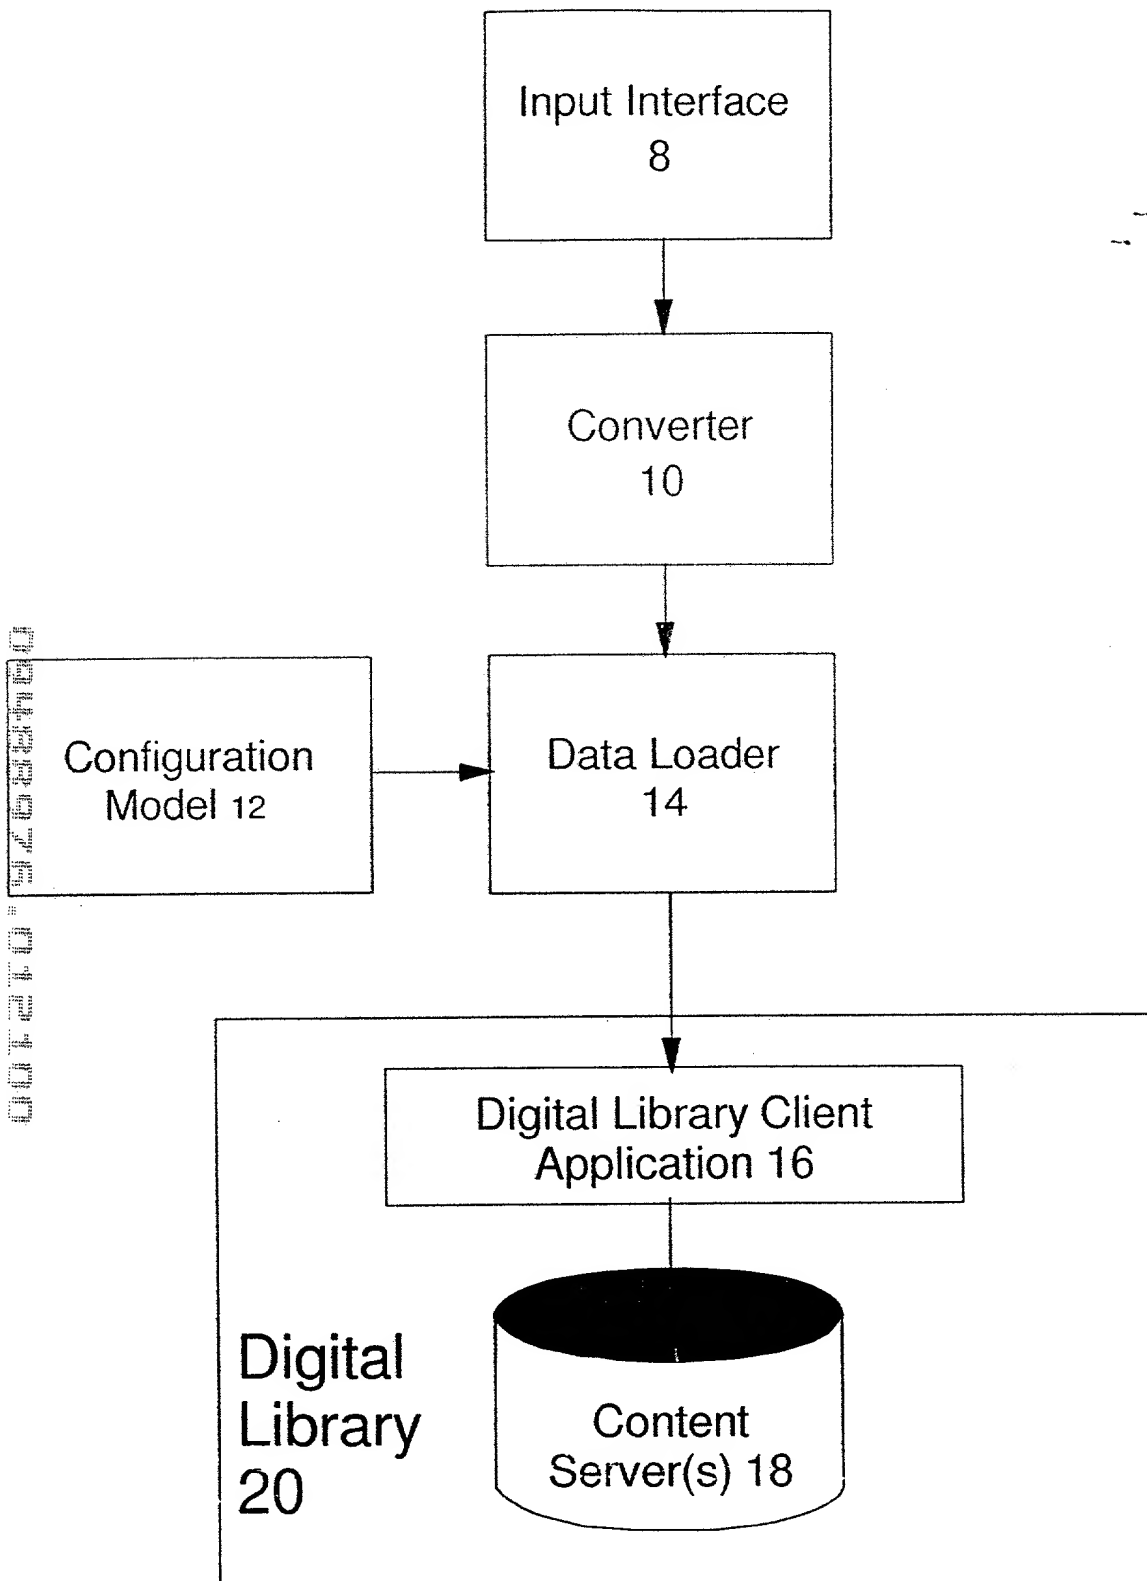 Input Interface
8
Converter
10
Configuration
Model 12
Data Loader
14
Digital Library Client
Application 16
Digital
Library
20
Content
Server(s) 18